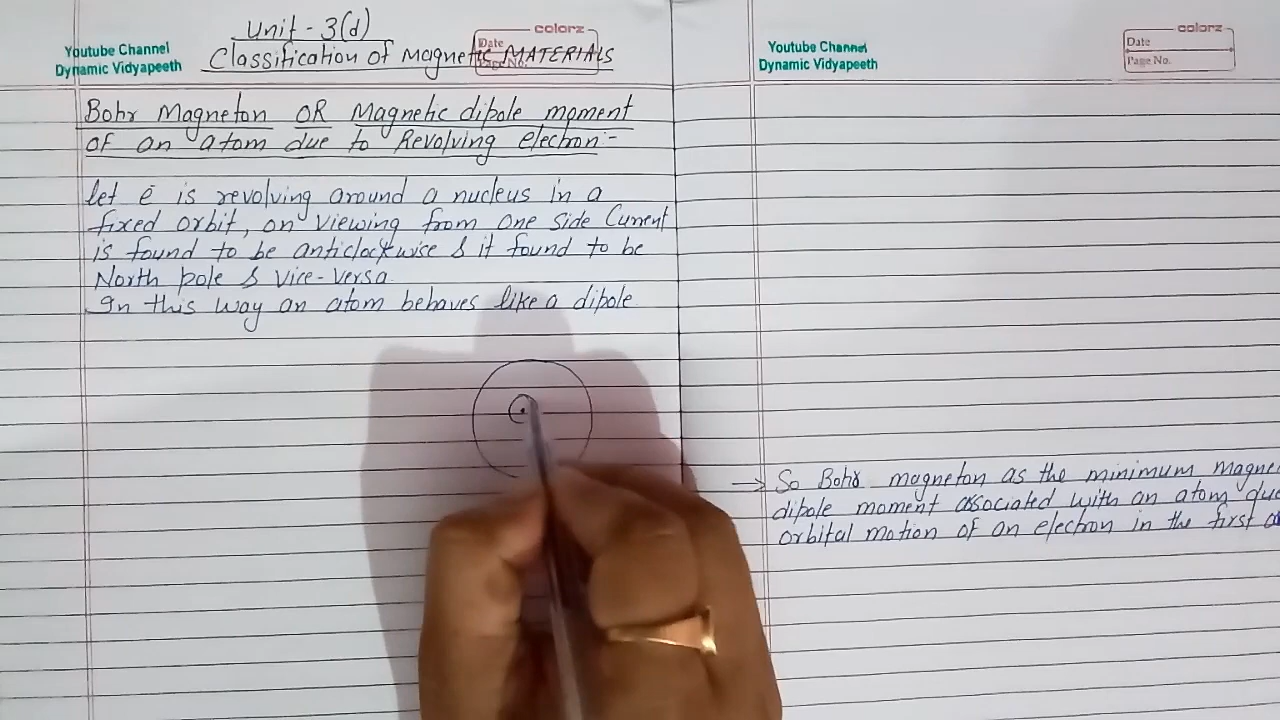 Unit - 3(d)
Classification of Magnetic MATERIALS
colorz
Date
Page No.
Youtube Channel
Dynamic Vidyapeeth
Bohr Magneton OR Magnetic dipole moment
of an atom due to Revolving electron:-
let e is revolving around a nucleus in a
fixed orbit, on viewing from one side Current
is found to be anticlockwise & it found to be
North pole & vice-versa.
In this way an atom behaves like a dipole
Youtube Channel
Dynamic Vidyapeeth
colorz
Date
Page No.
→ So Bohr magneton as the minimum magne
dipole moment associated with an atom due
orbital motion of an electron in the first